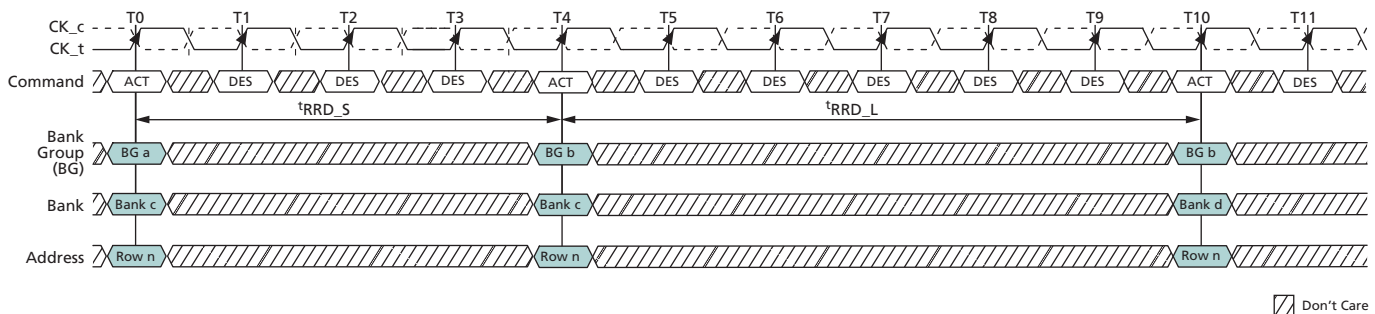 T0 T1 T2 T3 T4 T5 T6 T7 T8 T9 T10 T11
CK_c
CK_t
Command ACT DES DES DES ACT DES DES DES DES DES ACT DES
tRRD_S tRRD_L
Bank
Group
(BG)
BG a BG b BG b
Bank Bank c Bank c Bank d
Address Row n Row n Row n
Don't Care